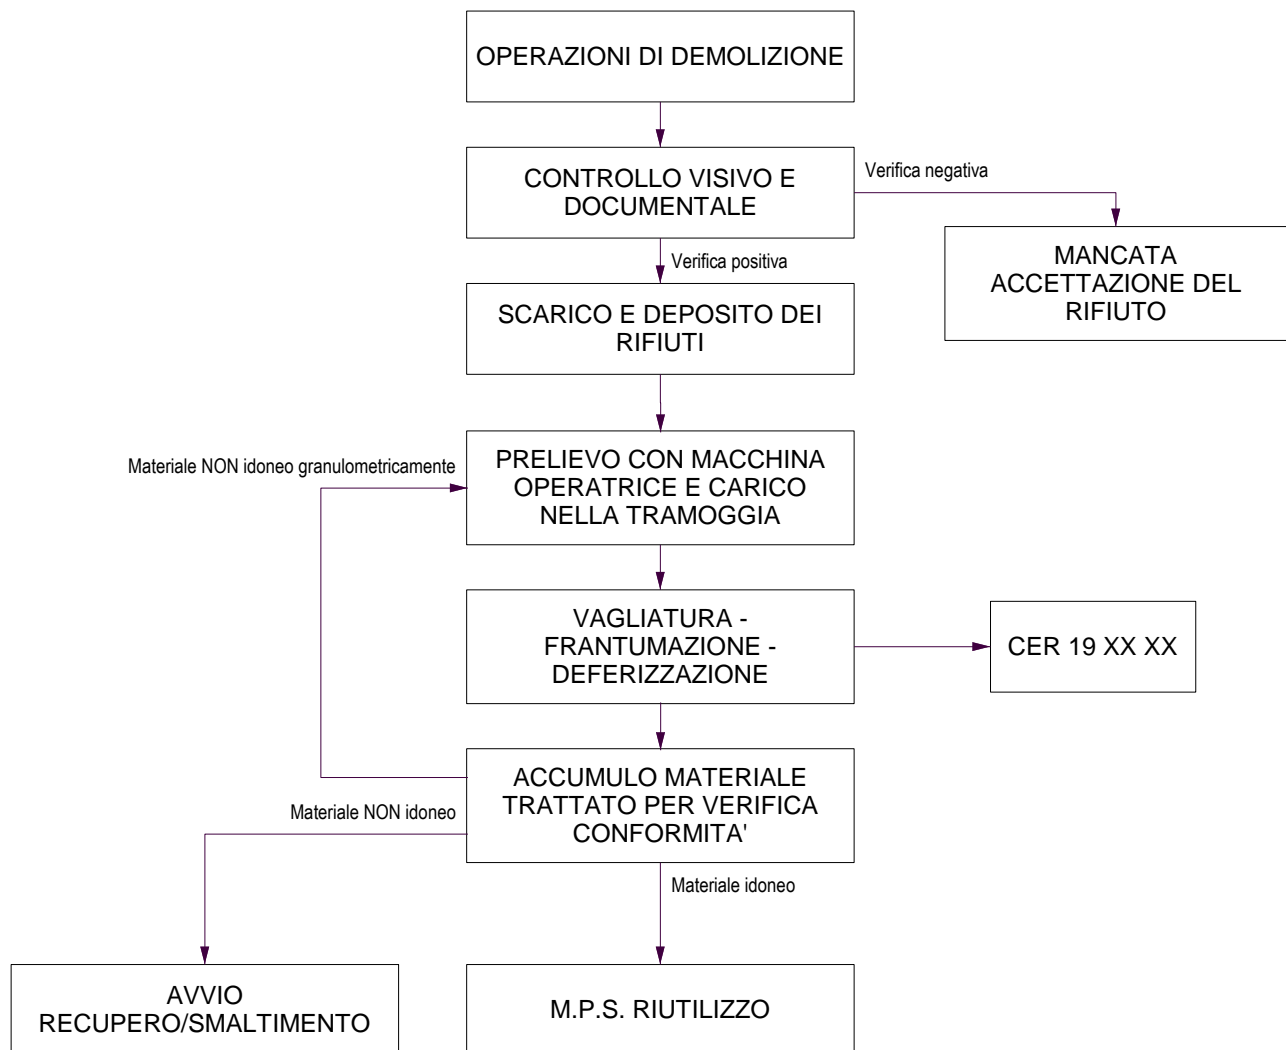 OPERAZIONI DI DEMOLIZIONE
CONTROLLO VISIVO E
DOCUMENTALE
Verifica negativa
MANCATA
ACCETTAZIONE DEL
RIFIUTO
Verifica positiva
SCARICO E DEPOSITO DEI
RIFIUTI
Materiale NON idoneo granulometricamente
PRELIEVO CON MACCHINA
OPERATRICE E CARICO
NELLA TRAMOGGIA
VAGLIATURA -
FRANTUMAZIONE -
DEFERIZZAZIONE
CER 19 XX XX
ACCUMULO MATERIALE
TRATTATO PER VERIFICA
CONFORMITA'
Materiale NON idoneo
Materiale idoneo
AVVIO
RECUPERO/SMALTIMENTO
M.P.S. RIUTILIZZO